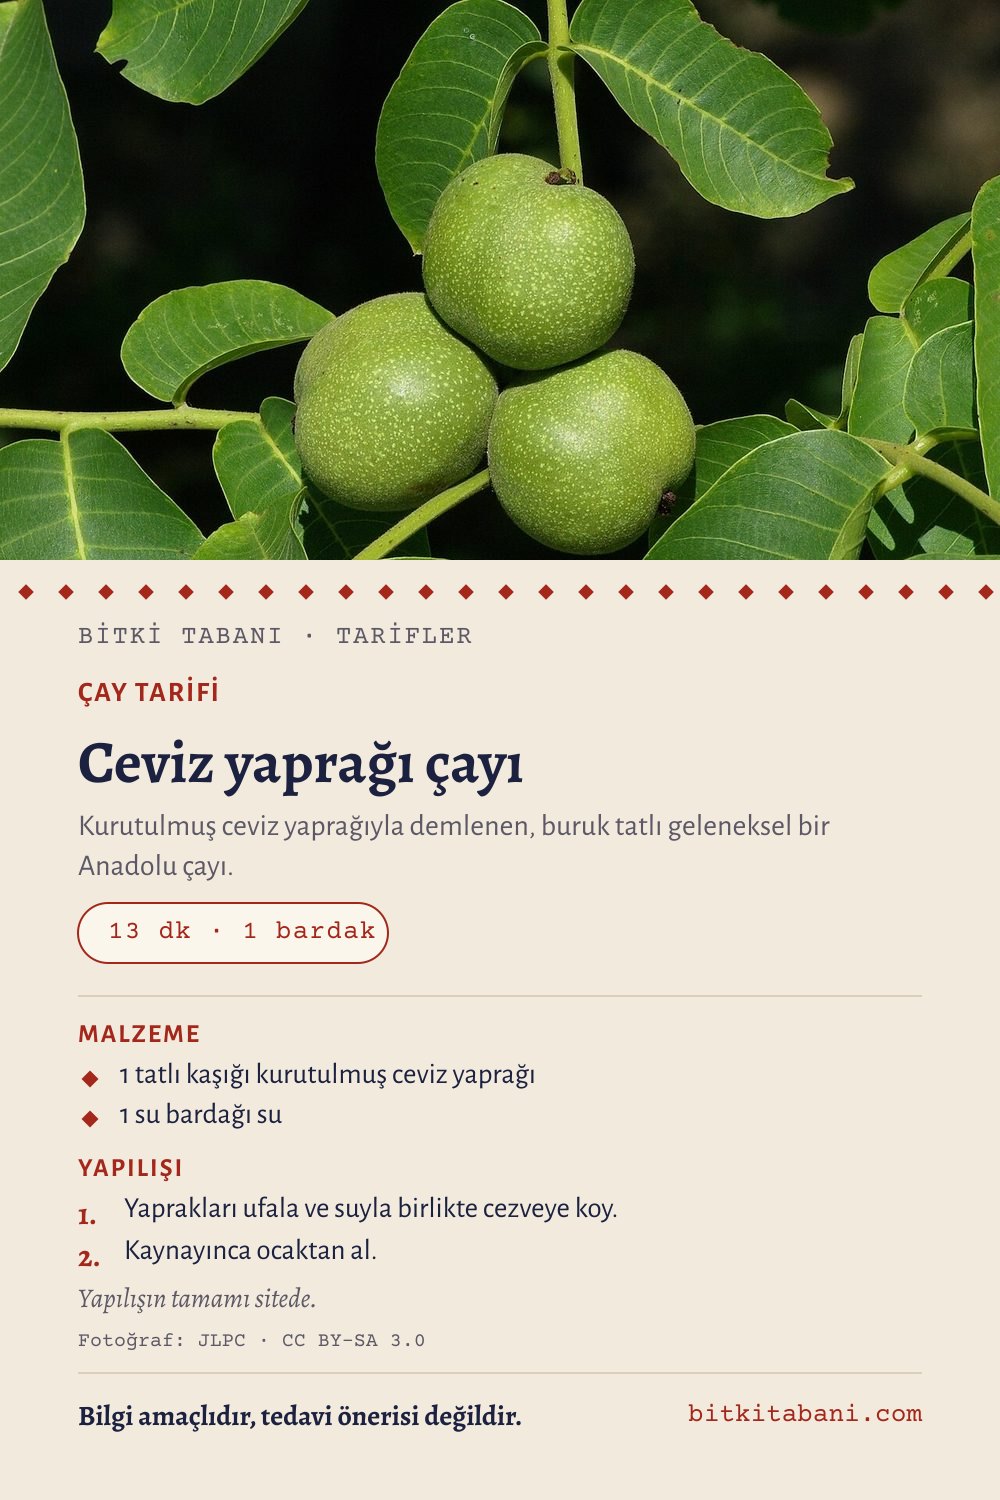 BİTKİ TABANI · TARİFLER
ÇAY TARİFİ
Ceviz yaprağı çayı
Kurutulmuş ceviz yaprağıyla demlenen, buruk tatlı geleneksel bir
Anadolu çayı.
13 dk · 1 bardak
MALZEME
◆ 1 tatlı kaşığı kurutulmuş ceviz yaprağı
◆ 1 su bardağı su
YAPILIŞI
1. Yaprakları ufala ve suyla birlikte cezveye koy.
2. Kaynayınca ocaktan al.
Yapılışın tamamı sitede.
Fotoğraf: JLPC · CC BY-SA 3.0
Bilgi amaçlıdır, tedavi önerisi değildir.
bitkitabani.com